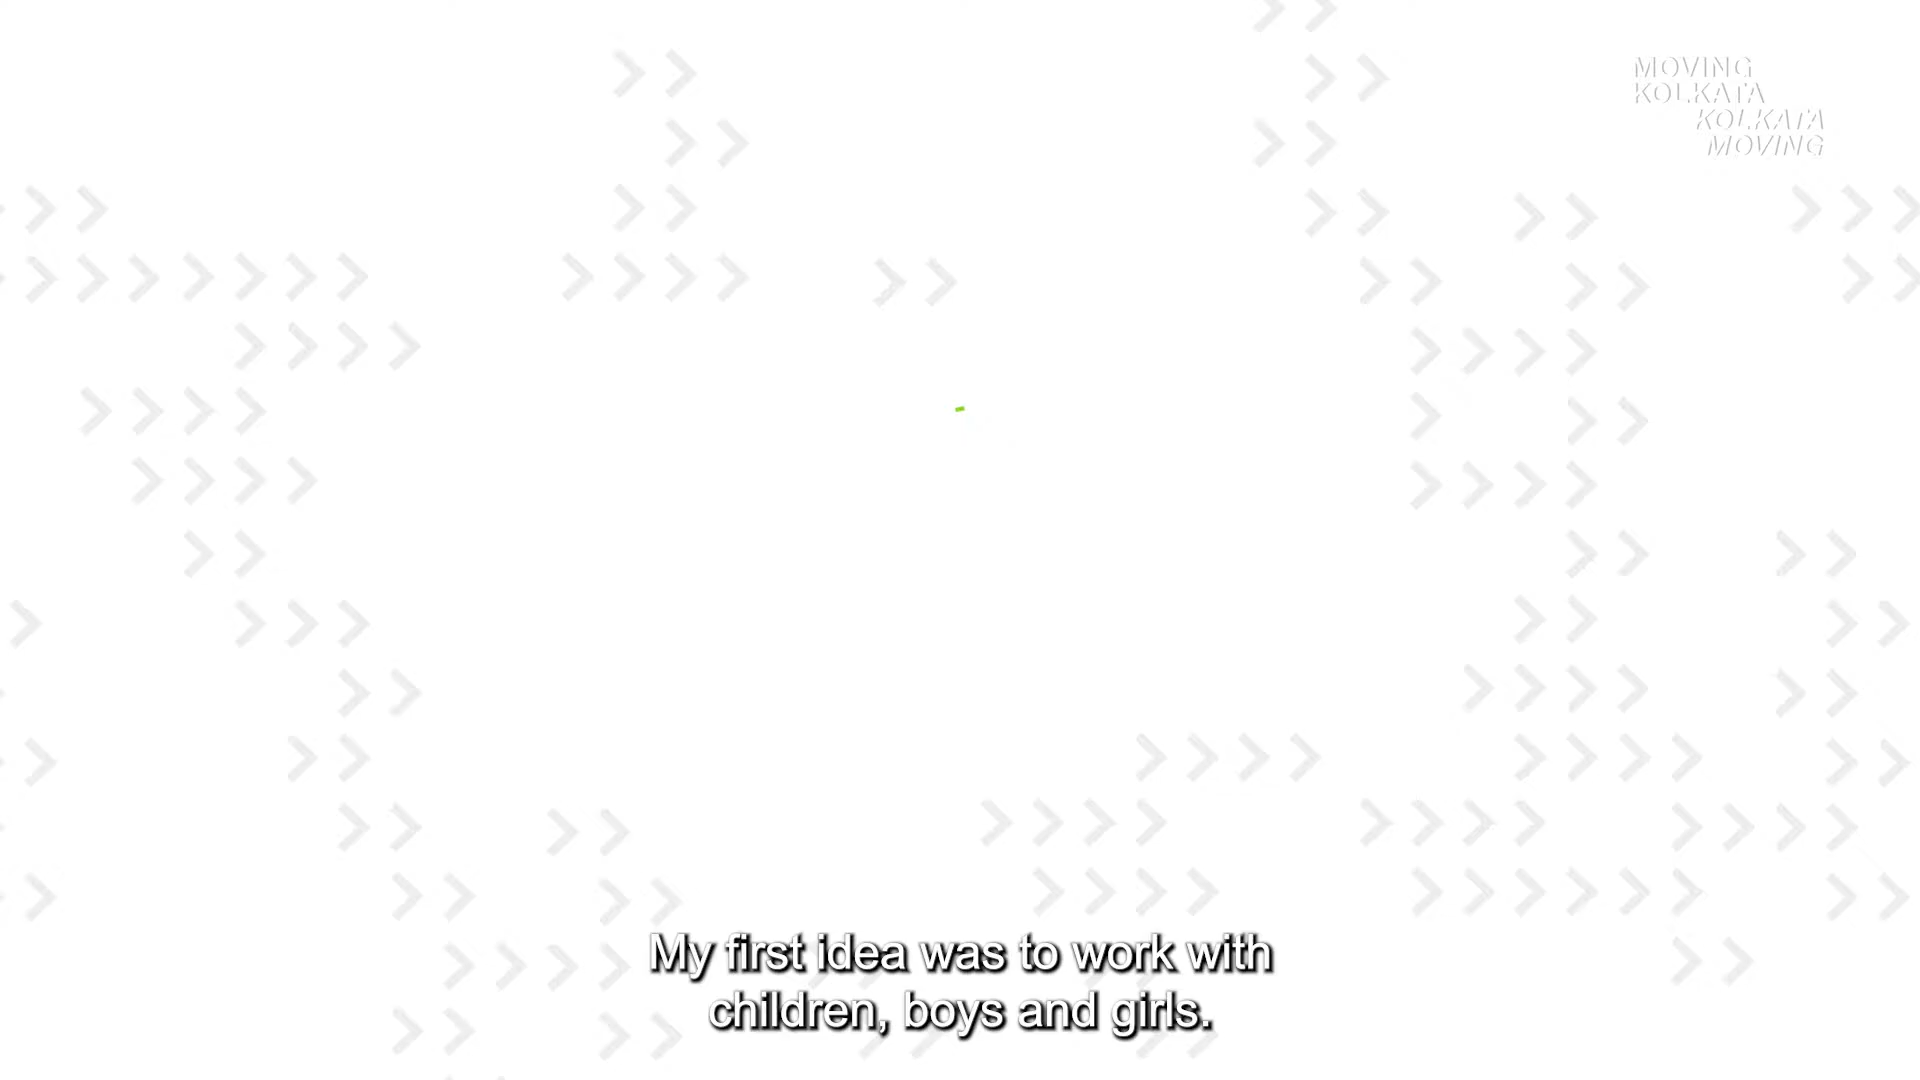 MOVING
KOLKATA
KOLKATA
MOVING
My first idea was to work with
children, boys and girls.